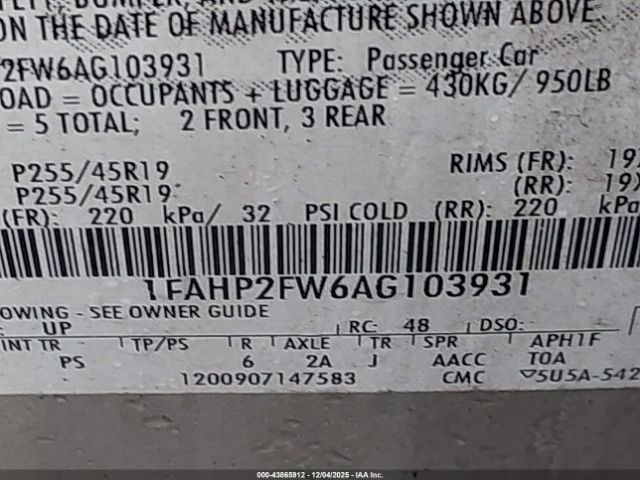 ON THE DATE OF MANUFACTURE SHOWN ABOVE
2FW6AG103931 TYPE: Passenger Car
OAD = OCCUPANTS + LUGGAGE = 430KG/ 950LB
= 5 TOTAL; 2 FRONT, 3 REAR
P255/45R19 RIMS (FR): 19
P255/45R19 (RR): 19
(FR): 220 kPa/ 32 PSI COLD (RR): 220 kPa
1FAHP2FW6AG103931
OWING - SEE OWNER GUIDE
UP RC: 48 DSO:
INT TR TP/PS R AXLE TR SPR APH1F
PS 6 2A J AACC TOA
1200907147583 CMC 5U5A-542
000-43865912 - 12/04/2025 - IAA Inc.